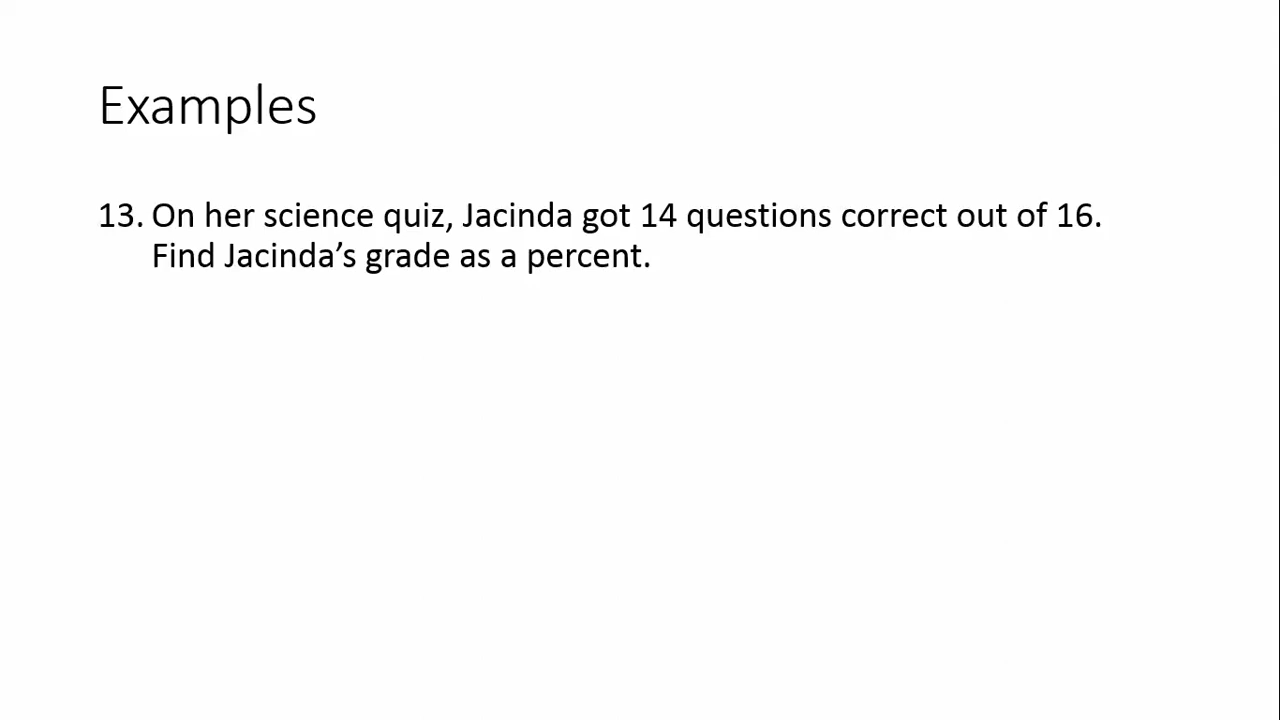 Examples
13. On her science quiz, Jacinda got 14 questions correct out of 16.
Find Jacinda’s grade as a percent.